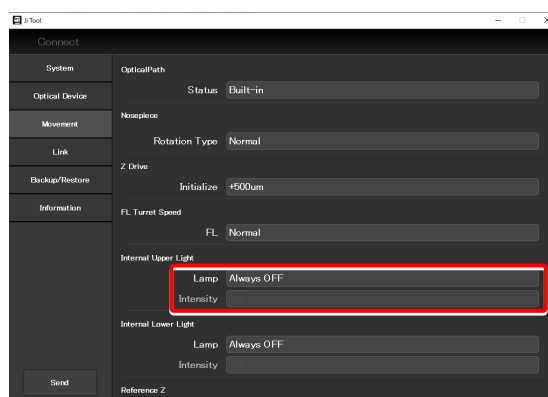 Ji Tool
Connect
System
Optical Device
Movement
Link
Backup/Restore
Information
Send
OpticalPath
Status Built-in
Nosepiece
Rotation Type Normal
Z Drive
Initialize +500um
FL Turret Speed
FL Normal
Internal Upper Light
Lamp Always OFF
Intensity
Internal Lower Light
Lamp Always OFF
Intensity
Reference Z